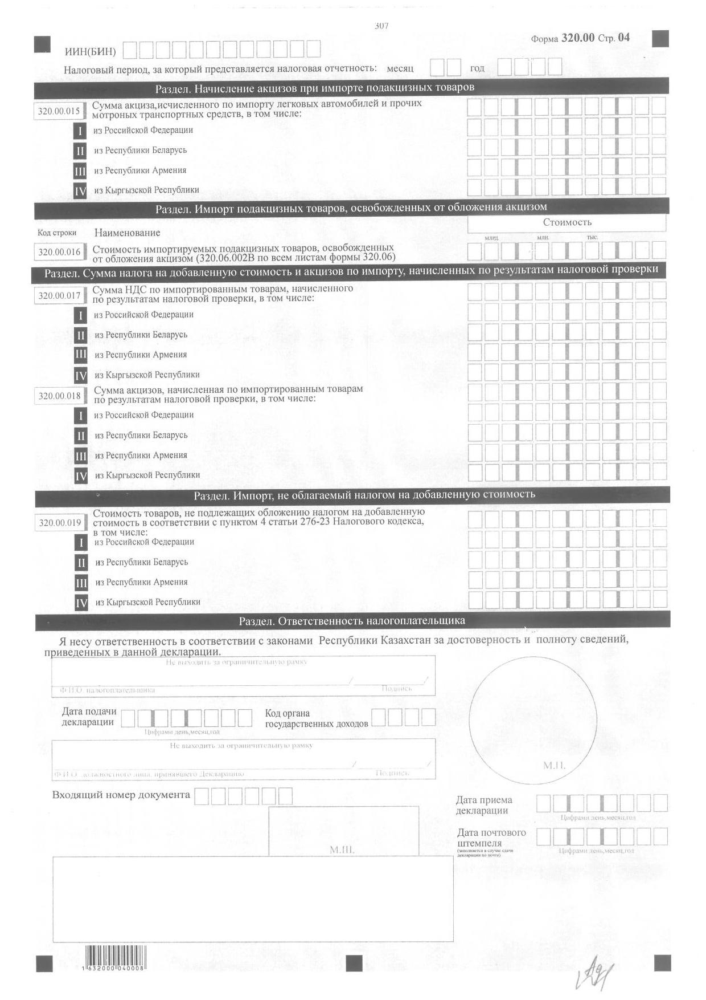 307
Форма 320.00 Стр. 04
ИИН(БИН)
Налоговый период, за который представляется налоговая отчетность: месяц год
Раздел. Начисление акцизов при импорте подакцизных товаров
320.00.015 Сумма акциза,исчисленного по импорту легковых автомобилей и прочих
мотроных транспортных средств, в том числе:
I из Российской Федерации
II из Республики Беларусь
III из Республики Армения
IV из Кыргызской Республики
Раздел. Импорт подакцизных товаров, освобожденных от обложения акцизом
Стоимость
Код строки Наименование
млрд. млн. тыс.
320.00.016 Стоимость импортируемых подакцизных товаров, освобожденных
от обложения акцизом (320.06.002В по всем листам формы 320.06)
Раздел. Сумма налога на добавленную стоимость и акцизов по импорту, начисленных по результатам налоговой проверки
320.00.017 Сумма НДС по импортированным товарам, начисленного
по результатам налоговой проверки, в том числе:
I из Российской Федерации
II из Республики Беларусь
III из Республики Армения
IV из Кыргызской Республики
320.00.018 Сумма акцизов, начисленная по импортированным товарам
по результатам налоговой проверки, в том числе:
I из Российской Федерации
II из Республики Беларусь
III из Республики Армения
IV из Кыргызской Республики
Раздел. Импорт, не облагаемый налогом на добавленную стоимость
320.00.019 Стоимость товаров, не подлежащих обложению налогом на добавленную
стоимость в соответствии с пунктом 4 статьи 276-23 Налогового кодекса,
в том числе:
I из Российской Федерации
II из Республики Беларусь
III из Республики Армения
IV из Кыргызской Республики
Раздел. Ответственность налогоплательщика
Я несу ответственность в соответствии с законами Республики Казахстан за достоверность и полноту сведений,
приведенных в данной декларации.
Не выходить за ограничительную рамку
/ /
Ф.И.О. налогоплательщика Подпись
Дата подачи
декларации
Цифрами день,месяц,год
Код органа
государственных доходов
Не выходить за ограничительную рамку
/ /
Ф.И.О. должностного лица, принявшего Декларацию Подпись
М.П.
Входящий номер документа
Дата приема
декларации
Цифрами день,месяц,год
Дата почтового
штемпеля
(заполняется в случае сдачи
декларации по почте)
Цифрами день,месяц,год
М.Ш.
1 632000 040008